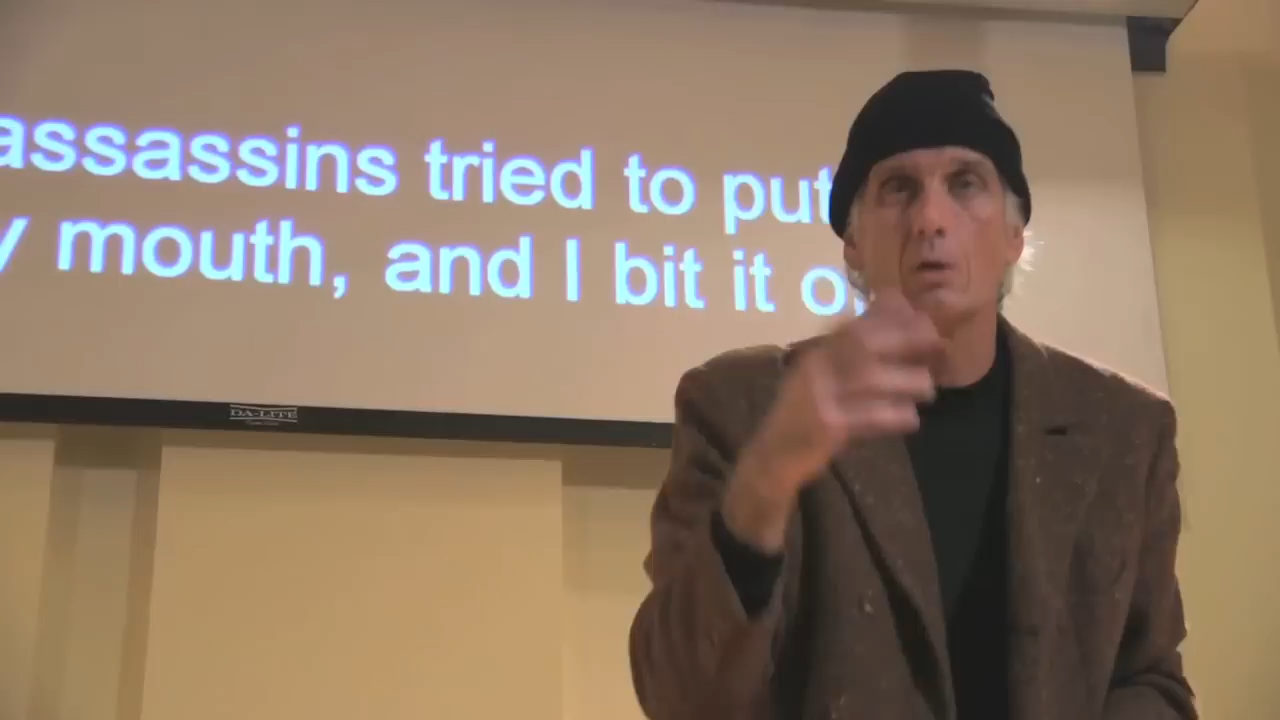 assassins tried to put
mouth, and I bit it
DA-LITE